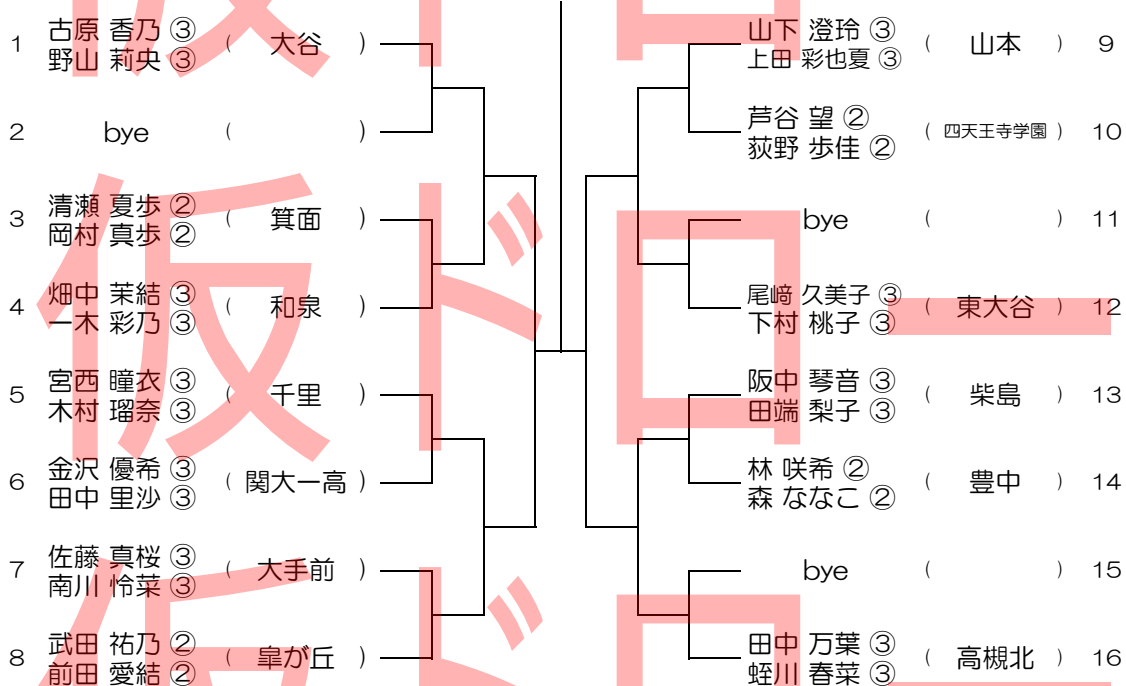 古原 香乃 ③
1 ( 大谷 )
野山 莉央 ③
2 bye ( )
清瀬 夏歩 ②
3 ( 箕面 )
岡村 真歩 ②
畑中 茉結 ③
4 ( 和泉 )
一木 彩乃 ③
宮西 瞳衣 ③
5 ( 千里 )
木村 瑠奈 ③
金沢 優希 ③
6 ( 関大一高 )
田中 里沙 ③
佐藤 真桜 ③
7 ( 大手前 )
南川 怜菜 ③
武田 祐乃 ②
8 ( 皐が丘 )
前田 愛結 ②
山下 澄玲 ③
( 山本 ) 9
上田 彩也夏 ③
芦谷 望 ②
( 四天王寺学園 ) 10
荻野 歩佳 ②
bye ( ) 11
尾﨑 久美子 ③
( 東大谷 ) 12
下村 桃子 ③
阪中 琴音 ③
( 柴島 ) 13
田端 梨子 ③
林 咲希 ②
( 豊中 ) 14
森 ななこ ②
bye ( ) 15
田中 万葉 ③
( 高槻北 ) 16
蛭川 春菜 ③
仮ドロー
仮ドロー
仮ドロー